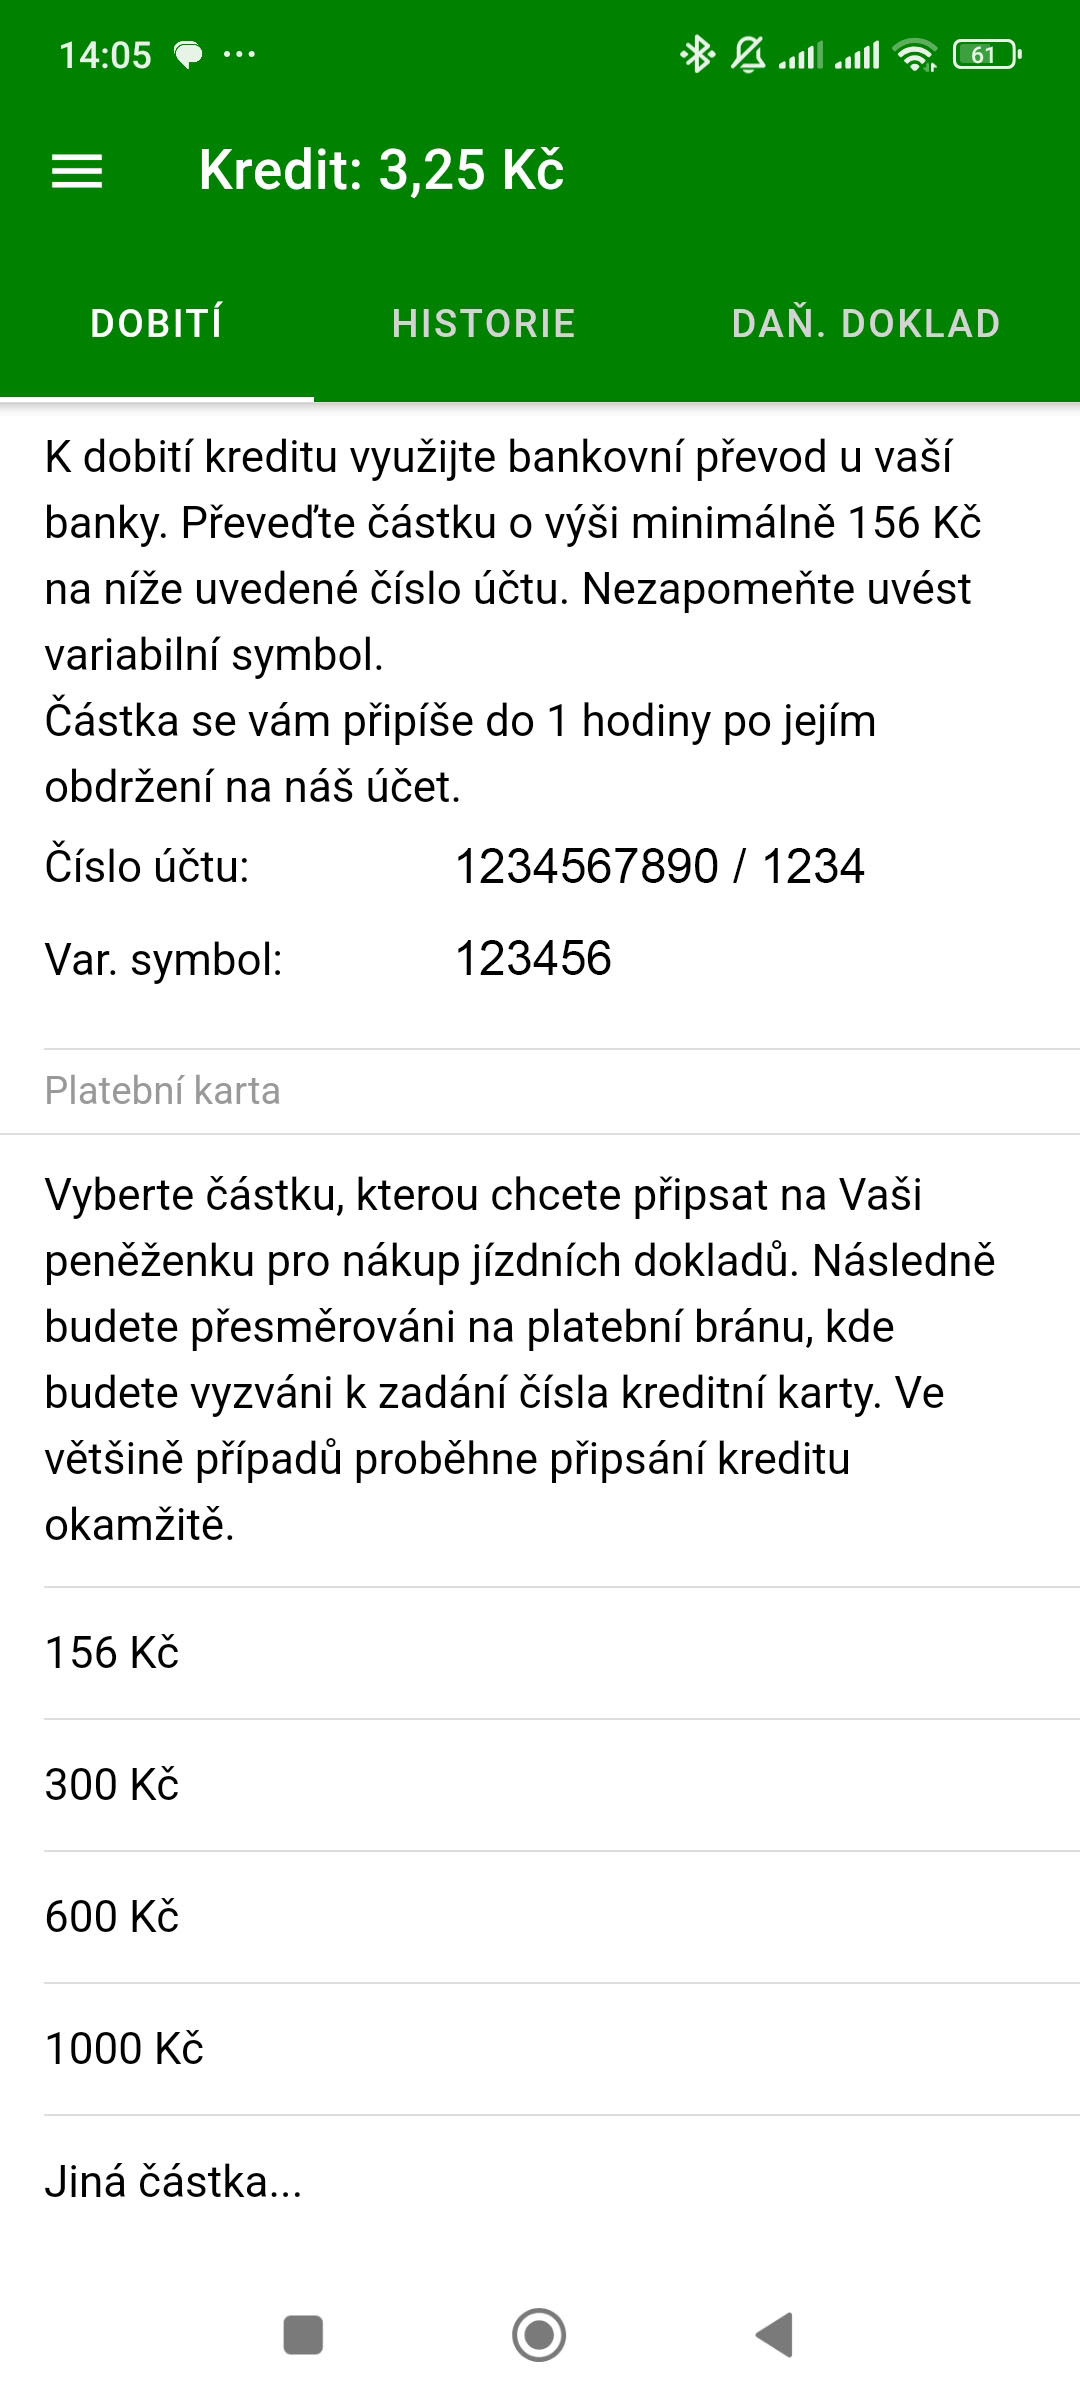 14:05
61
Kredit: 3,25 Kč
DOBITÍ HISTORIE DAŇ. DOKLAD
K dobití kreditu využijte bankovní převod u vaší
banky. Převeďte částku o výši minimálně 156 Kč
na níže uvedené číslo účtu. Nezapomeňte uvést
variabilní symbol.
Částka se vám připíše do 1 hodiny po jejím
obdržení na náš účet.
Číslo účtu: 1234567890 / 1234
Var. symbol: 123456
Platební karta
Vyberte částku, kterou chcete připsat na Vaši
peněženku pro nákup jízdních dokladů. Následně
budete přesměrováni na platební bránu, kde
budete vyzváni k zadání čísla kreditní karty. Ve
většině případů proběhne připsání kreditu
okamžitě.
156 Kč
300 Kč
600 Kč
1000 Kč
Jiná částka...